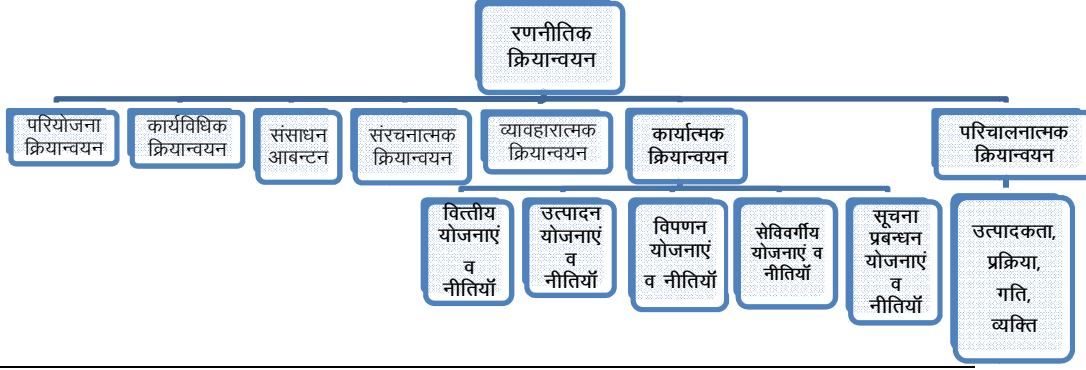 रणनीतिक
क्रियान्वयन
परियोजना
क्रियान्वयन
कार्यविधिक
क्रियान्वयन
संसाधन
आबन्टन
संरचनात्मक
क्रियान्वयन
व्यावहारात्मक
क्रियान्वयन
कार्यात्मक
क्रियान्वयन
परिचालनात्मक
क्रियान्वयन
वित्तीय
योजनाएं
व
नीतियॉ
उत्पादन
योजनाएं
व
नीतियॉ
विपणन
योजनाएं
व नीतियॉ
सेविवर्गीय
योजनाएं व
नीतियॉ
सूचना
प्रबन्धन
योजनाएं
व
नीतियॉ
उत्पादकता,
प्रक्रिया,
गति,
व्यक्ति